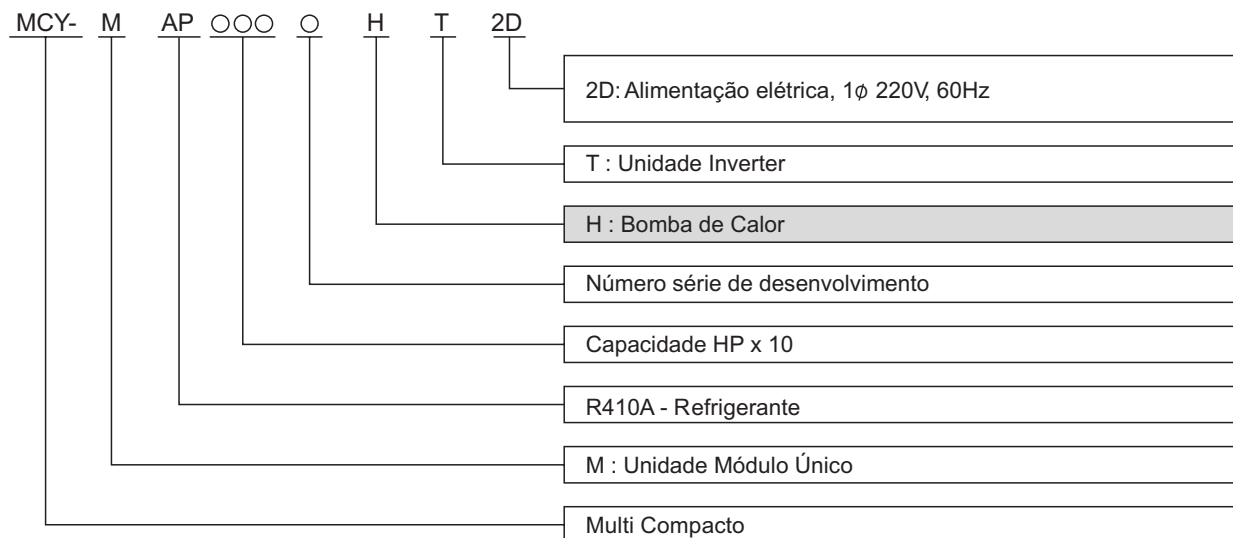 MCY- M AP ○○○ ○ H T 2D
2D: Alimentação elétrica, 1ϕ 220V, 60Hz
T : Unidade Inverter
H : Bomba de Calor
Número série de desenvolvimento
Capacidade HP x 10
R410A - Refrigerante
M : Unidade Módulo Único
Multi Compacto